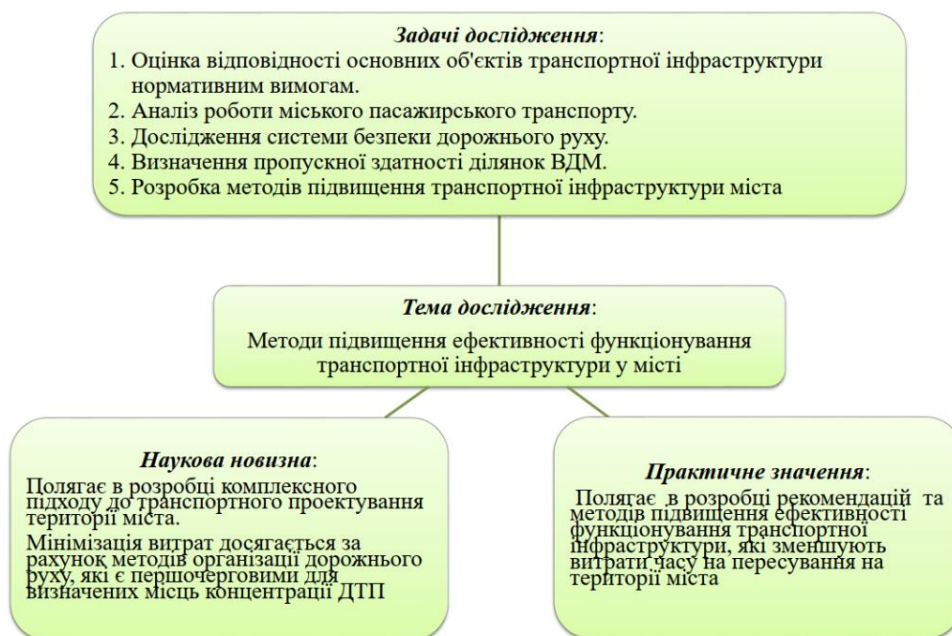 Задачі дослідження:
1. Оцінка відповідності основних об'єктів транспортної інфраструктури
нормативним вимогам.
2. Аналіз роботи міського пасажирського транспорту.
3. Дослідження системи безпеки дорожнього руху.
4. Визначення пропускної здатності ділянок ВДМ.
5. Розробка методів підвищення транспортної інфраструктури міста
Тема дослідження:
Методи підвищення ефективності функціонування
транспортної інфраструктури у місті
Наукова новизна:
Полягає в розробці комплексного
підходу до транспортного проектування
території міста.
Мінімізація витрат досягається за
рахунок методів організації дорожнього
руху, які є першочерговими для
визначених місць концентрації ДТП
Практичне значення:
Полягає в розробці рекомендацій та
методів підвищення ефективності
функціонування транспортної
інфраструктури, які зменшують
витрати часу на пересування на
території міста